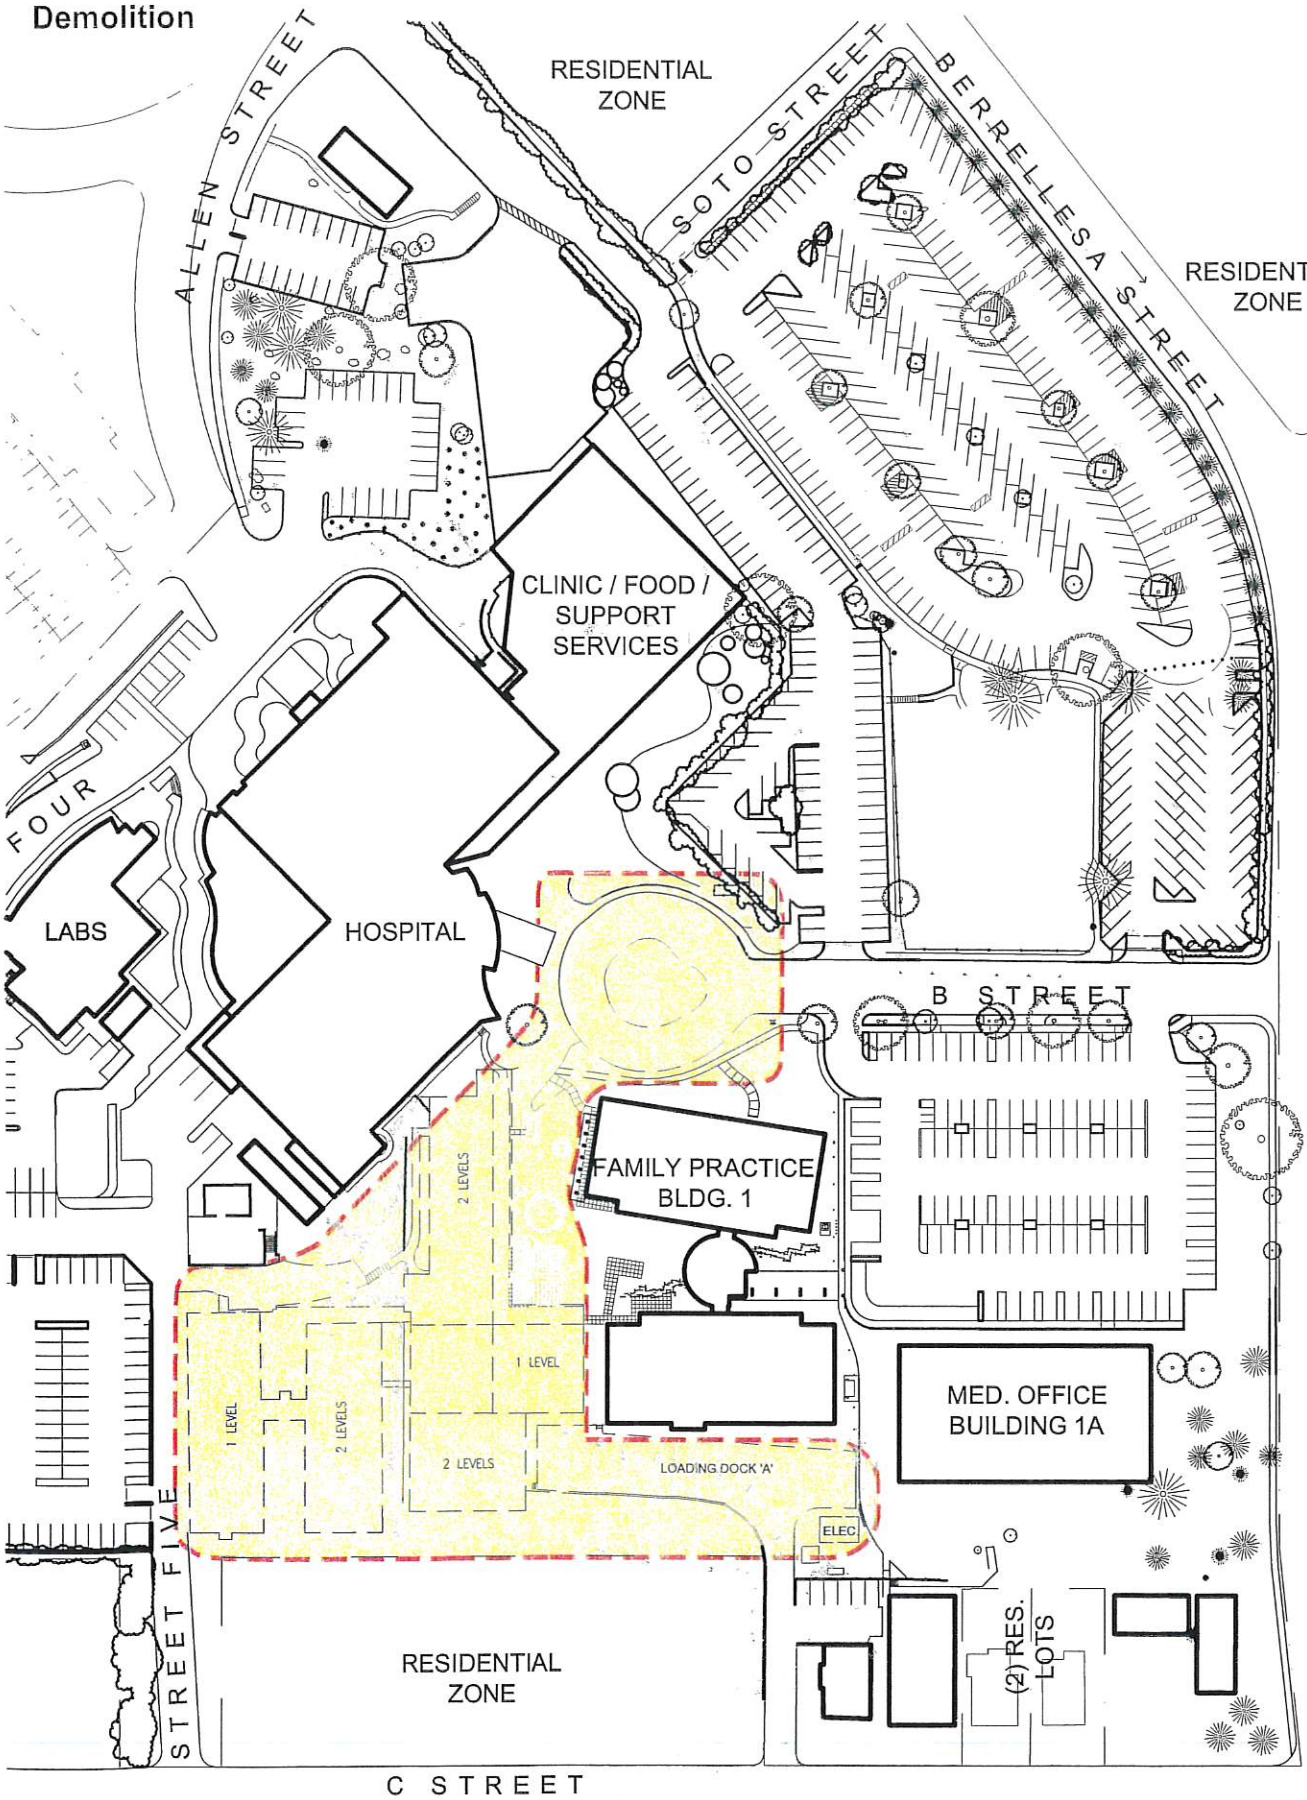 Demolition
ALLEN STREET
RESIDENTIAL
ZONE
SOTO STREET
BERRELLESA STREET
RESIDENT
ZONE
CLINIC / FOOD /
SUPPORT
SERVICES
FOUR
LABS
HOSPITAL
B STREET
2 LEVELS
FAMILY PRACTICE
BLDG. 1
1 LEVEL
1 LEVEL
2 LEVELS
2 LEVELS
LOADING DOCK 'A'
ELEC.
MED. OFFICE
BUILDING 1A
STREET FIVE
RESIDENTIAL
ZONE
(2) RES.
LOTS
C STREET